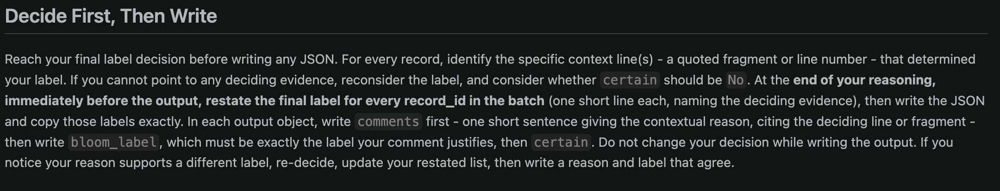 Decide First, Then Write
Reach your final label decision before writing any JSON. For every record, identify the specific context line(s) - a quoted fragment or line number - that determined
your label. If you cannot point to any deciding evidence, reconsider the label, and consider whether certain should be No. At the end of your reasoning,
immediately before the output, restate the final label for every record_id in the batch (one short line each, naming the deciding evidence), then write the JSON
and copy those labels exactly. In each output object, write comments first - one short sentence giving the contextual reason, citing the deciding line or fragment -
then write bloom_label, which must be exactly the label your comment justifies, then certain. Do not change your decision while writing the output. If you
notice your reason supports a different label, re-decide, update your restated list, then write a reason and label that agree.